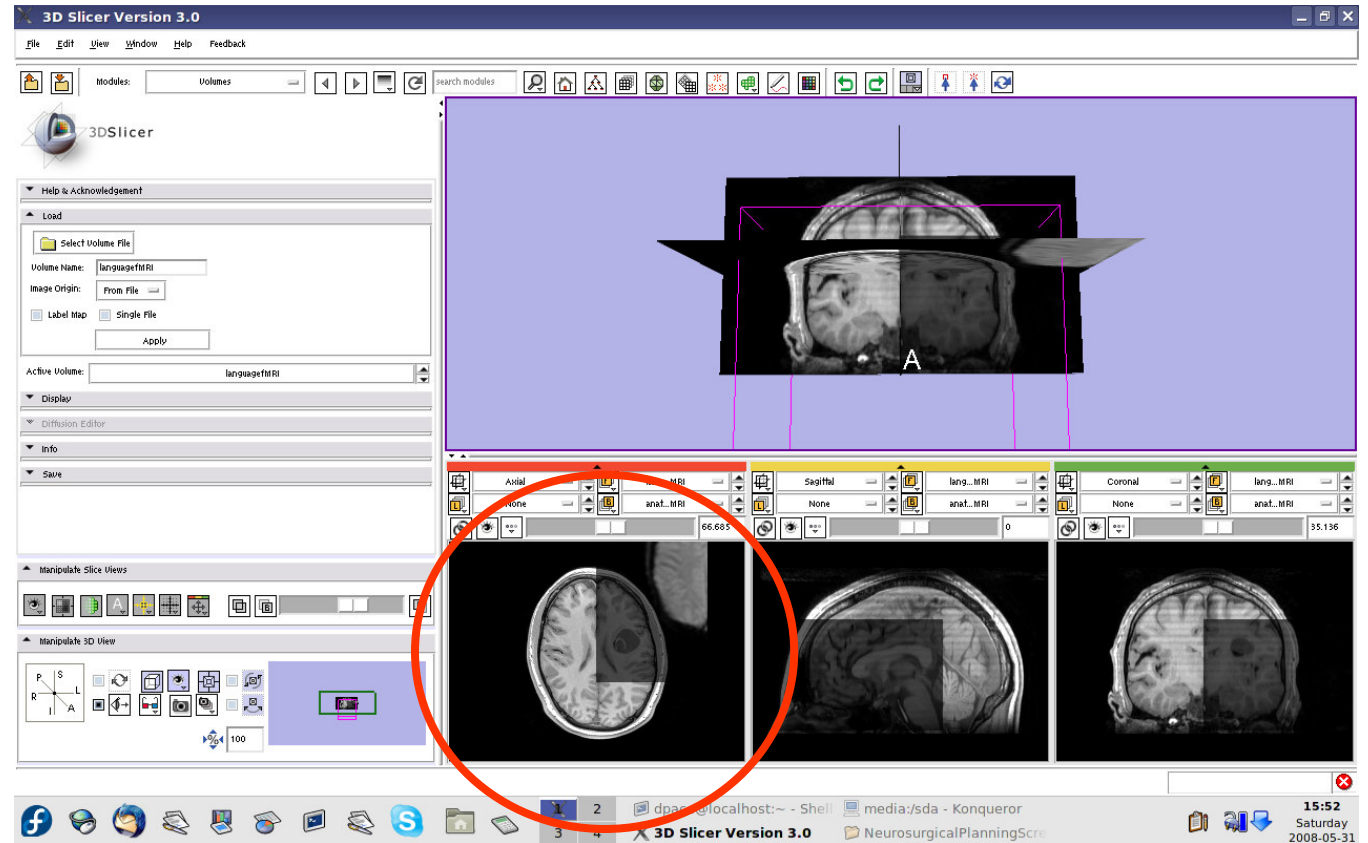 3D Slicer Version 3.0
File Edit View Window Help Feedback
Modules: Volumes search modules
3DSlicer
Help & Acknowledgement
Load
Select Volume File
Volume Name: languagefMRI
Image Origin: From File
Label Map Single File
Apply
Active Volume: languagefMRI
Display
Diffusion Editor
Info
Save
A
Axial F MRI
L None B anat...MRI
66.685
Sagittal F lang...MRI
L None B anat...MRI
0
Coronal F lang...MRI
L None B anat...MRI
35.136
Manipulate Slice Views
A B
Manipulate 3D View
P S
R L
I A
% 100
1 2
3 4
@localhost:~ - Shell
media:/sda - Konqueror
3D Slicer Version 3.0
NeurosurgicalPlanningScre
15:52
Saturday
2008-05-31